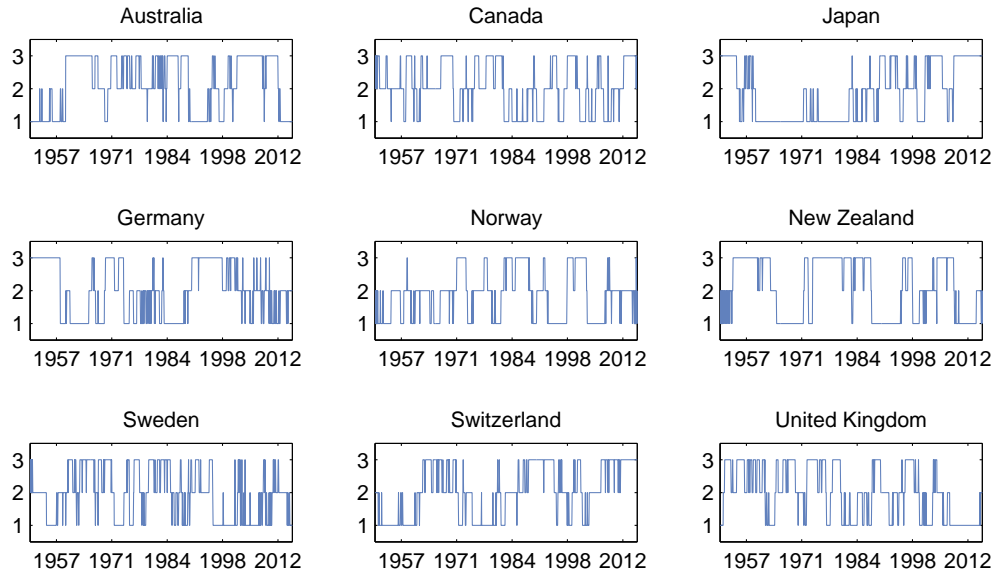 Australia Canada Japan
3 3 3
2 2 2
1 1 1
1957 1971 1984 1998 2012 1957 1971 1984 1998 2012 1957 1971 1984 1998 2012
Germany Norway New Zealand
3 3 3
2 2 2
1 1 1
1957 1971 1984 1998 2012 1957 1971 1984 1998 2012 1957 1971 1984 1998 2012
Sweden Switzerland United Kingdom
3 3 3
2 2 2
1 1 1
1957 1971 1984 1998 2012 1957 1971 1984 1998 2012 1957 1971 1984 1998 2012